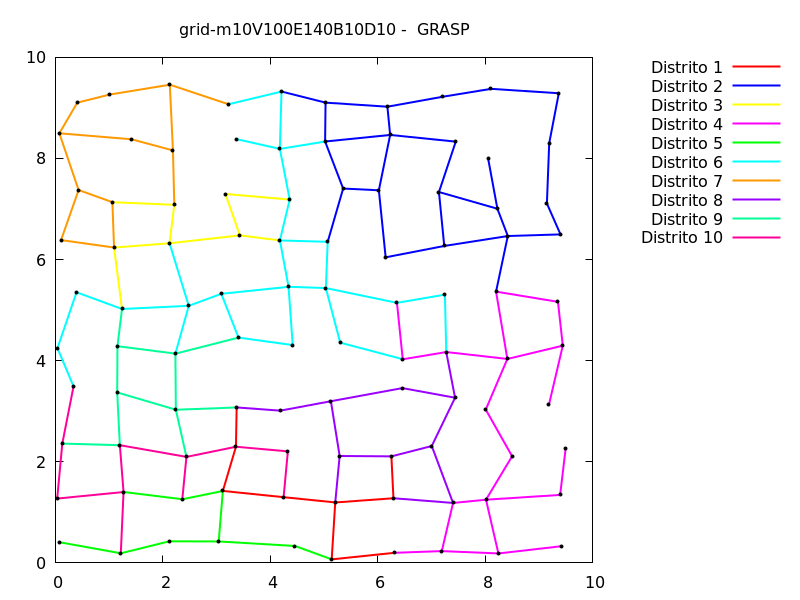 grid-m10V100E140B10D10 - GRASP
10
8
6
4
2
0
0 2 4 6 8 10
Distrito 1
Distrito 2
Distrito 3
Distrito 4
Distrito 5
Distrito 6
Distrito 7
Distrito 8
Distrito 9
Distrito 10